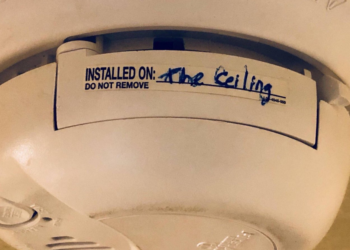 INSTALLED ON: The Ceiling
DO NOT REMOVE